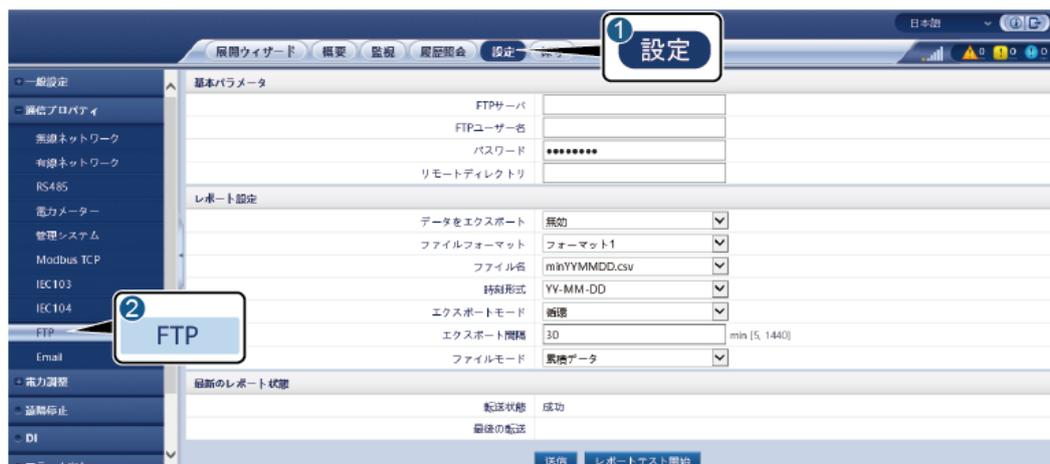 日本語
展開ウィザード 概要 監視 履歴照会 設定
1 設定
0 0 0
一般設定
通信プロパティ
無線ネットワーク
有線ネットワーク
RS485
電力メーター
管理システム
Modbus TCP
IEC103
IEC104
FTP
2 FTP
Email
電力調整
遠隔停止
DI
基本パラメータ
FTPサーバ
FTPユーザー名
パスワード ••••••••
リモートディレクトリ
レポート設定
データをエクスポート 無効
ファイルフォーマット フォーマット1
ファイル名 minYYMMDD.csv
時刻形式 YY-MM-DD
エクスポートモード 循環
エクスポート間隔 30 min [5, 1440]
ファイルモード 累積データ
最新のレポート状態
転送状態 成功
最後の転送
送信 レポートテスト開始